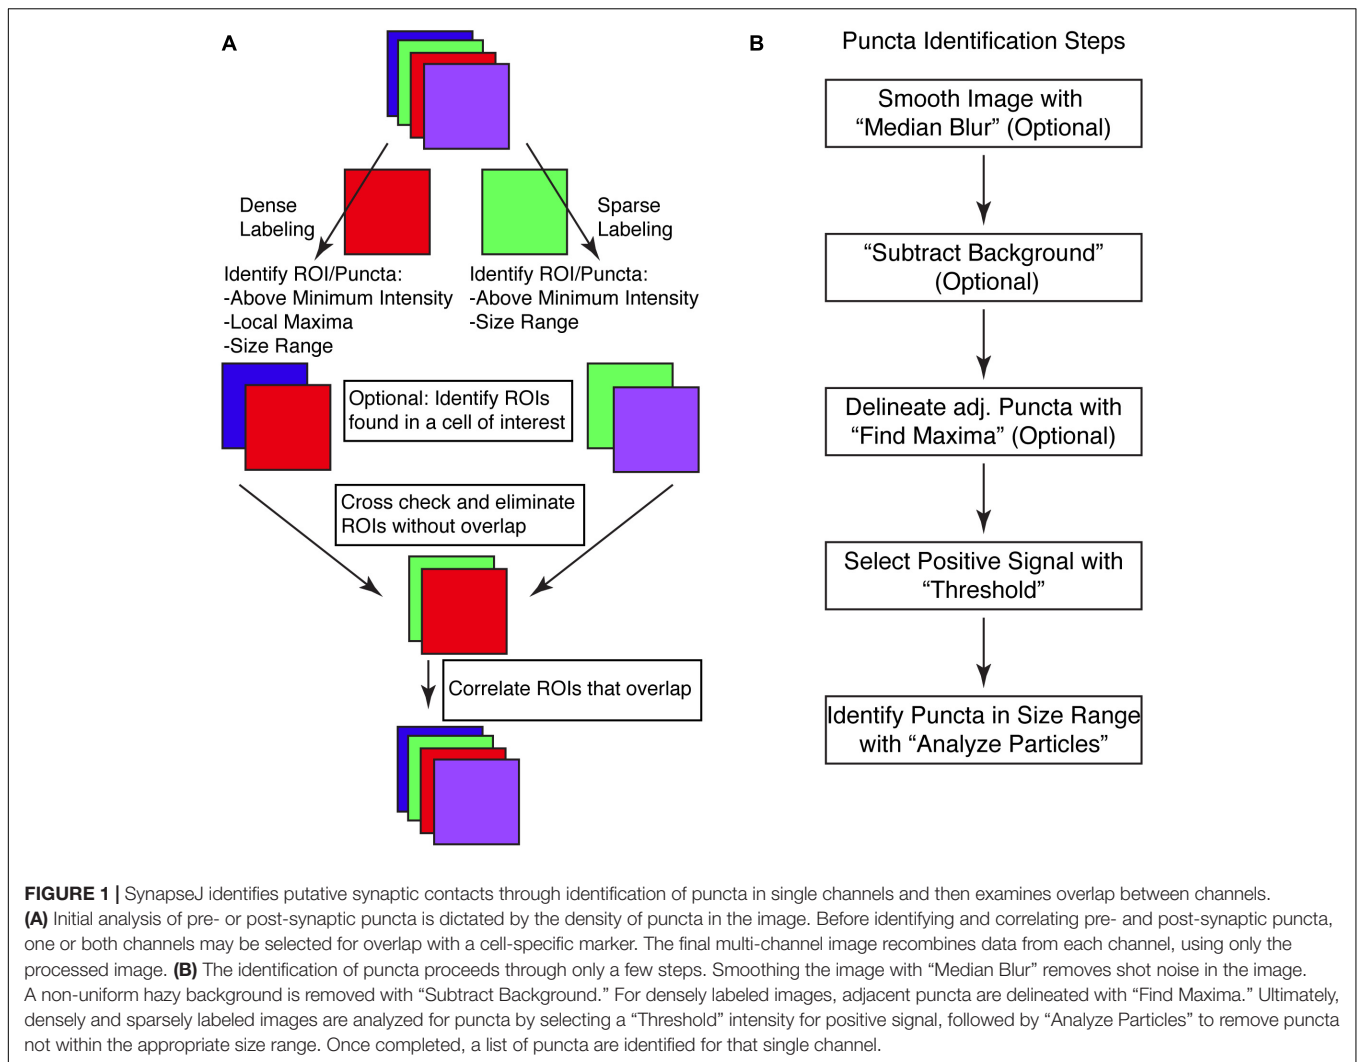 A
Dense
Labeling
Sparse
Labeling
Identify ROI/Puncta:
-Above Minimum Intensity
-Local Maxima
-Size Range
Identify ROI/Puncta:
-Above Minimum Intensity
-Size Range
Optional: Identify ROIs
found in a cell of interest
Cross check and eliminate
ROIs without overlap
Correlate ROIs that overlap
B
Puncta Identification Steps
Smooth Image with
“Median Blur” (Optional)
“Subtract Background”
(Optional)
Delineate adj. Puncta with
“Find Maxima” (Optional)
Select Positive Signal with
“Threshold”
Identify Puncta in Size Range
with “Analyze Particles”
FIGURE 1 | SynapseJ identifies putative synaptic contacts through identification of puncta in single channels and then examines overlap between channels.
(A) Initial analysis of pre- or post-synaptic puncta is dictated by the density of puncta in the image. Before identifying and correlating pre- and post-synaptic puncta,
one or both channels may be selected for overlap with a cell-specific marker. The final multi-channel image recombines data from each channel, using only the
processed image. (B) The identification of puncta proceeds through only a few steps. Smoothing the image with “Median Blur” removes shot noise in the image.
A non-uniform hazy background is removed with “Subtract Background.” For densely labeled images, adjacent puncta are delineated with “Find Maxima.” Ultimately,
densely and sparsely labeled images are analyzed for puncta by selecting a “Threshold” intensity for positive signal, followed by “Analyze Particles” to remove puncta
not within the appropriate size range. Once completed, a list of puncta are identified for that single channel.